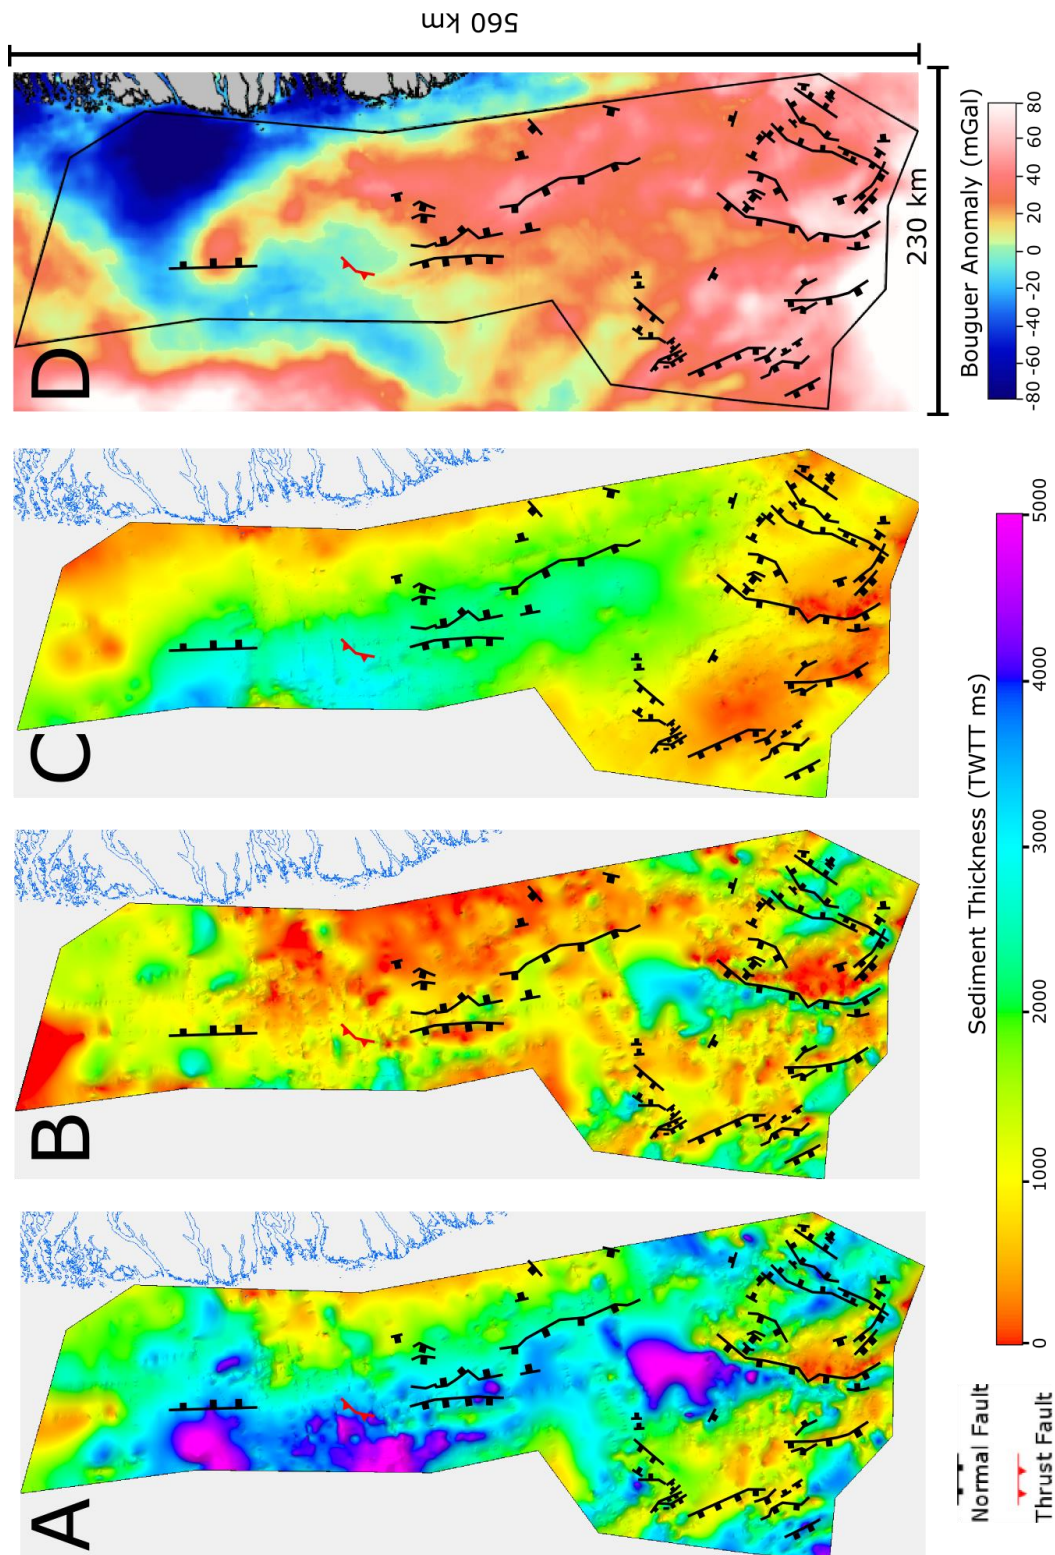 A
B
C
D
560 km
230 km
Bouguer Anomaly (mGal)
-80 -60 -40 -20 0 20 40 60 80
Sediment Thickness (TWTT ms)
0 1000 2000 3000 4000 5000
Normal Fault
Thrust Fault